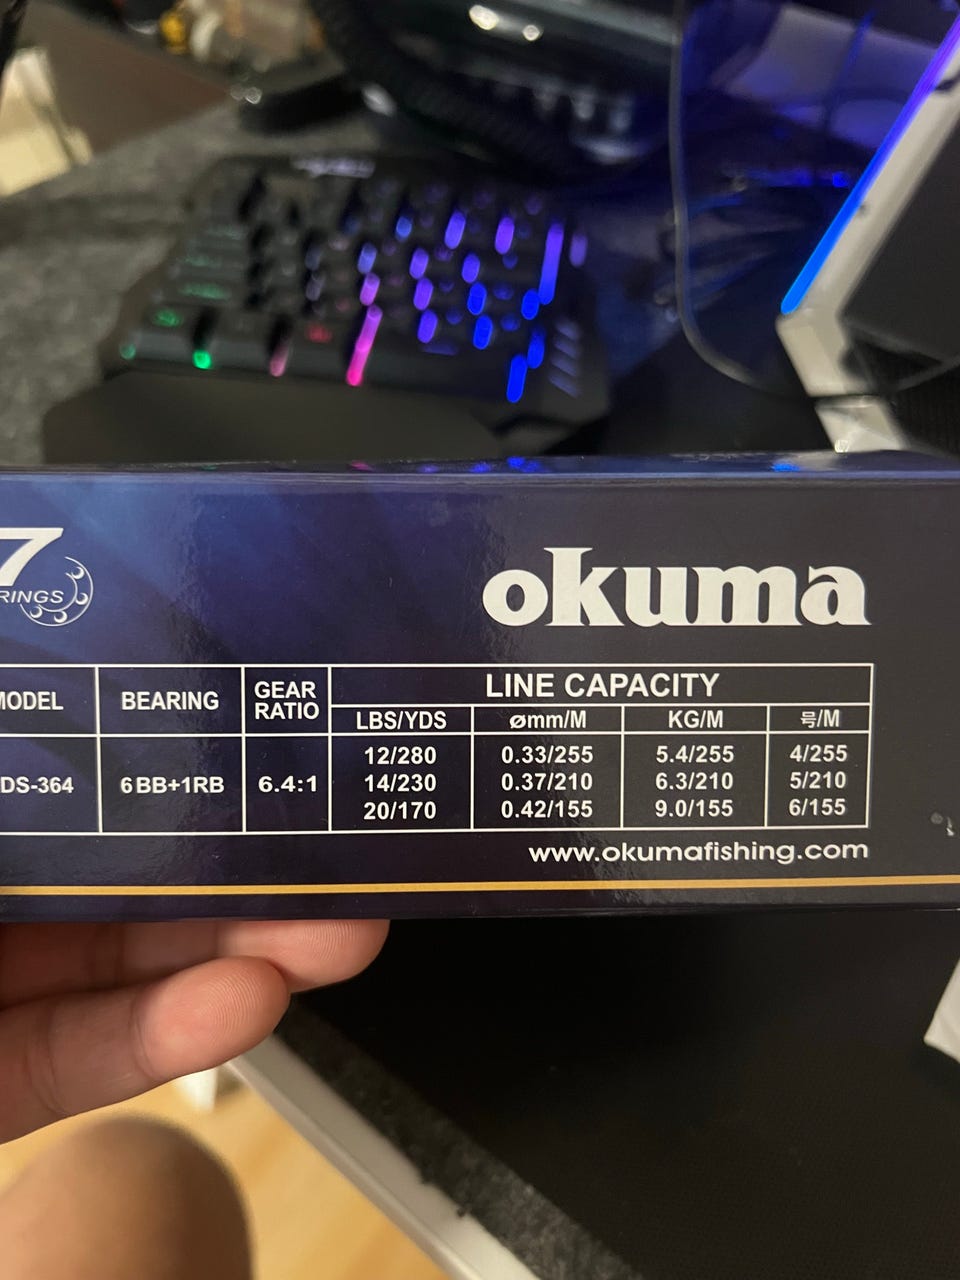 7
RINGS
okuma
MODEL BEARING GEAR RATIO LINE CAPACITY
LBS/YDS ømm/M KG/M 号/M
DS-364 6BB+1RB 6.4:1
12/280 0.33/255 5.4/255 4/255
14/230 0.37/210 6.3/210 5/210
20/170 0.42/155 9.0/155 6/155
www.okumafishing.com